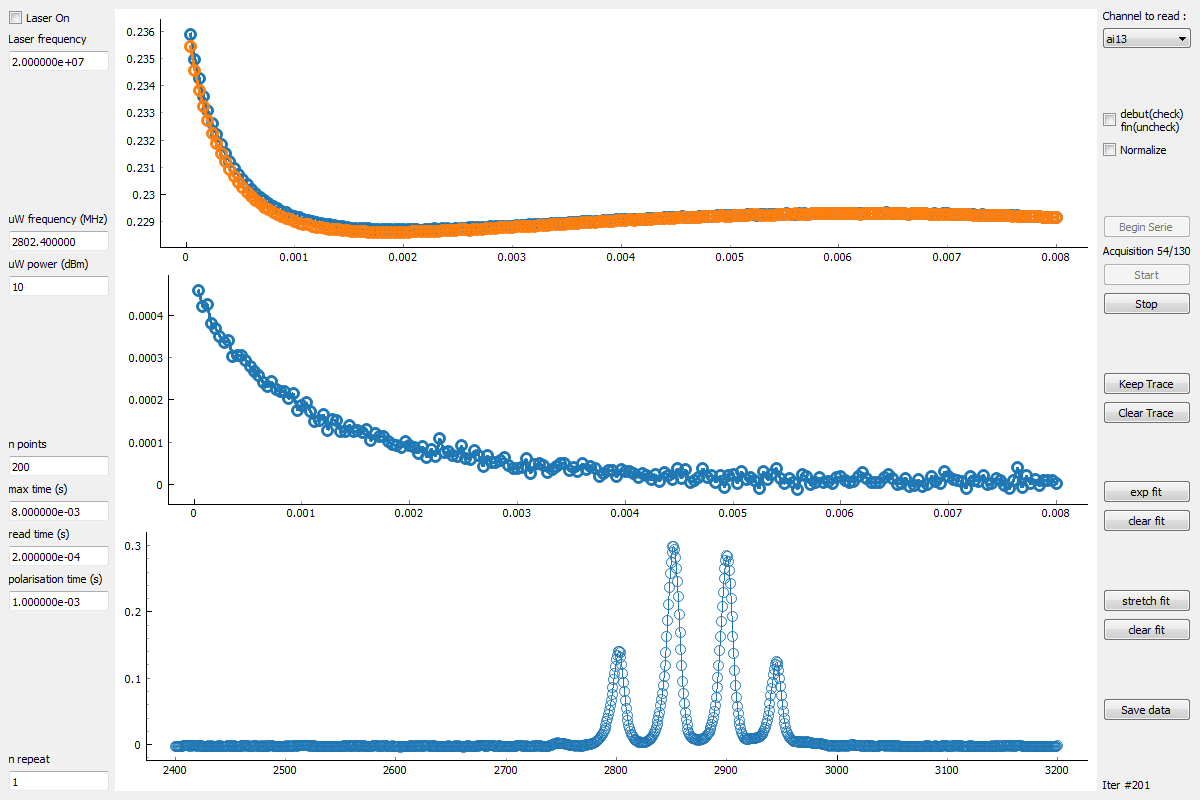 Laser On
Laser frequency
2.000000e+07
uW frequency (MHz)
2802.400000
uW power (dBm)
10
n points
200
max time (s)
8.000000e-03
read time (s)
2.000000e-04
polarisation time (s)
1.000000e-03
n repeat
1
0.236
0.235
0.234
0.233
0.232
0.231
0.23
0.229
0 0.001 0.002 0.003 0.004 0.005 0.006 0.007 0.008
0.0004
0.0003
0.0002
0.0001
0
0 0.001 0.002 0.003 0.004 0.005 0.006 0.007 0.008
0.3
0.2
0.1
0
2400 2500 2600 2700 2800 2900 3000 3100 3200
Channel to read :
ai13
debut(check)
fin(uncheck)
Normalize
Begin Serie
Acquisition 54/130
Start
Stop
Keep Trace
Clear Trace
exp fit
clear fit
stretch fit
clear fit
Save data
Iter #201